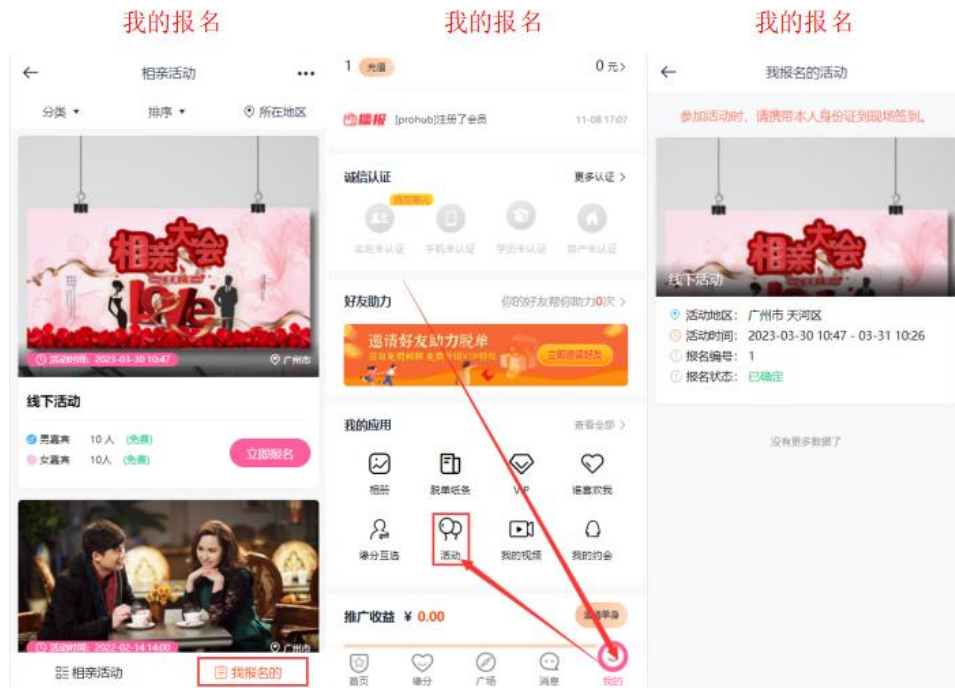 我的报名
相亲活动
分类
排序
所在地区
相亲大会
Love
活动时间：2023-03-30 10:47
广州市
线下活动
男嘉宾 10人 (免费)
女嘉宾 10人 (免费)
立即报名
活动时间：2022-02-14 14:00
广州市
相亲活动
我报名的
我的报名
1 充值 0元
播报 [prohub]注册了会员 11-08 17:07
诚信认证 更多认证
实名未认证 手机未认证 学历未认证 房产未认证
好友助力 你的好友帮你助力0次
邀请好友助力脱单
立即邀请好友
我的应用 查看全部
相册 脱单纸条 VIP 谁喜欢我
缘分互选 活动 我的视频 我的约会
推广收益 ¥ 0.00
首页 缘分 广场 消息 我的
我的报名
我报名的活动
参加活动时，请携带本人身份证到现场签到。
相亲大会
线下活动
活动地区： 广州市 天河区
活动时间： 2023-03-30 10:47 - 03-31 10:26
报名编号： 1
报名状态： 已确定
没有更多数据了